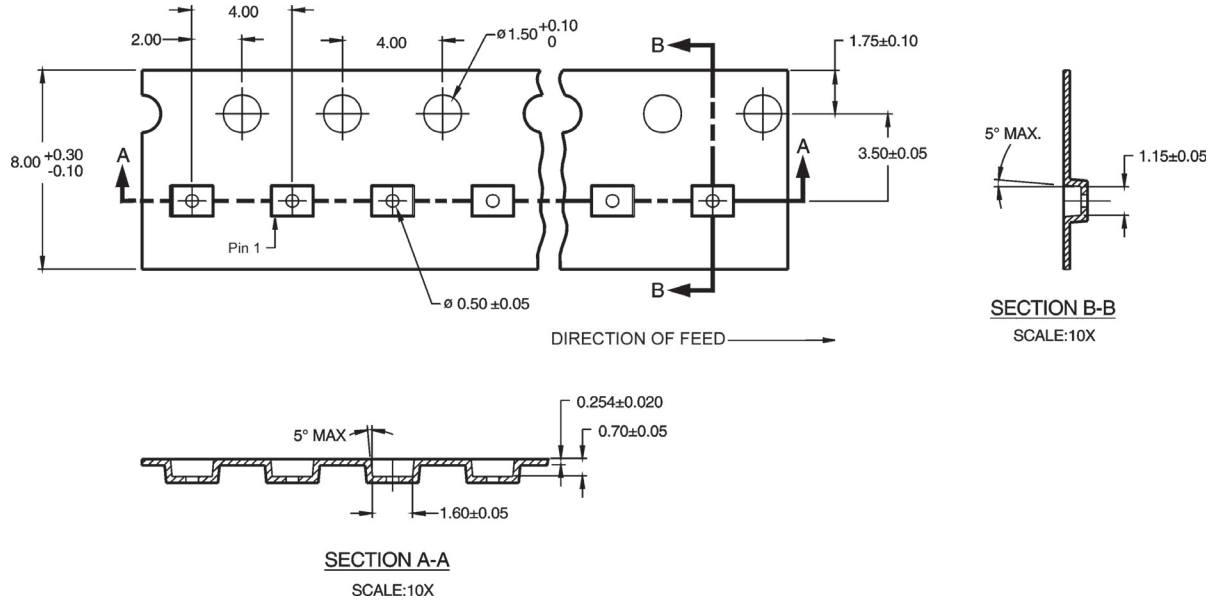 4.00
2.00
4.00
ø1.50 +0.10
0
B
1.75±0.10
8.00 +0.30
-0.10
A
A
3.50±0.05
5° MAX.
1.15±0.05
Pin 1
ø 0.50 ±0.05
B
SECTION B-B
SCALE:10X
DIRECTION OF FEED
0.254±0.020
5° MAX
0.70±0.05
1.60±0.05
SECTION A-A
SCALE:10X